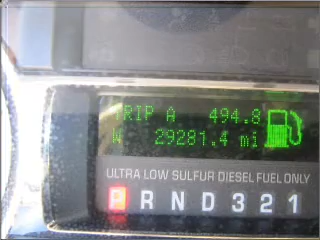 TRIP A 494.8
W 29281.4 mi
ULTRA LOW SULFUR DIESEL FUEL ONLY
P R N D 3 2 1